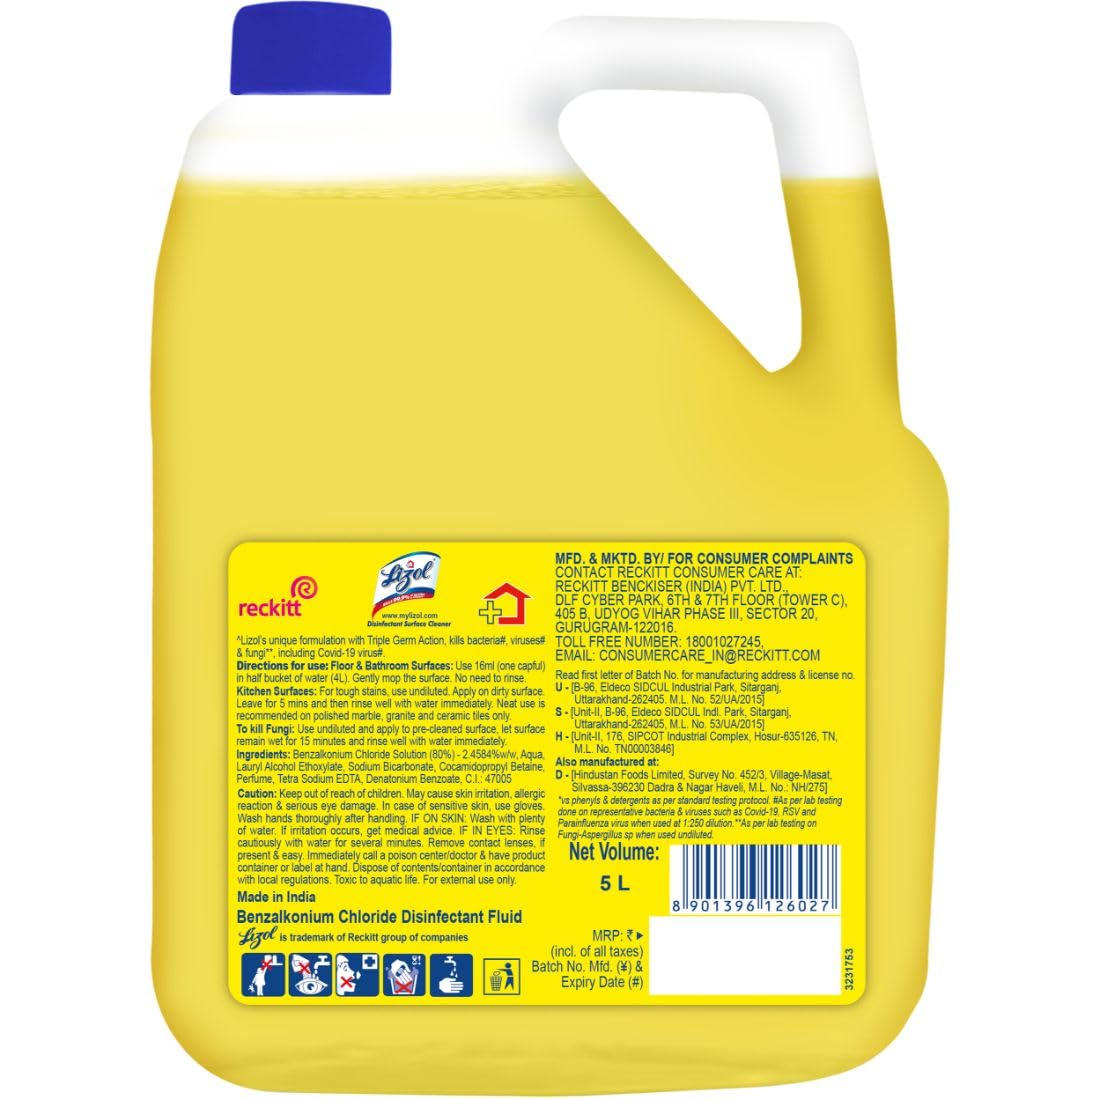 reckitt
Lizol
KILLS 99.9%
www.mylizol.com
Disinfectant Surface Cleaner
^Lizol's unique formulation with Triple Germ Action, kills bacteria#, viruses#
& fungi**, including Covid-19 virus#.
Directions for use: Floor & Bathroom Surfaces: Use 16ml (one capful)
in half bucket of water (4L). Gently mop the surface. No need to rinse.
Kitchen Surfaces: For tough stains, use undiluted. Apply on dirty surface.
Leave for 5 mins and then rinse well with water immediately. Neat use is
recommended on polished marble, granite and ceramic tiles only.
To kill Fungi: Use undiluted and apply to pre-cleaned surface, let surface
remain wet for 15 minutes and rinse well with water immediately.
Ingredients: Benzalkonium Chloride Solution (80%) - 2.4584%w/w, Aqua,
Lauryl Alcohol Ethoxylate, Sodium Bicarbonate, Cocamidopropyl Betaine,
Perfume, Tetra Sodium EDTA, Denatonium Benzoate, C.I.: 47005
Caution: Keep out of reach of children. May cause skin irritation, allergic
reaction & serious eye damage. In case of sensitive skin, use gloves.
Wash hands thoroughly after handling. IF ON SKIN: Wash with plenty
of water. If irritation occurs, get medical advice. IF IN EYES: Rinse
cautiously with water for several minutes. Remove contact lenses, if
present & easy. Immediately call a poison center/doctor & have product
container or label at hand. Dispose of contents/container in accordance
with local regulations. Toxic to aquatic life. For external use only.
Made in India
Benzalkonium Chloride Disinfectant Fluid
Lizol is trademark of Reckitt group of companies
MFD. & MKTD. BY/ FOR CONSUMER COMPLAINTS
CONTACT RECKITT CONSUMER CARE AT:
RECKITT BENCKISER (INDIA) PVT. LTD.,
DLF CYBER PARK, 6TH & 7TH FLOOR (TOWER C),
405 B, UDYOG VIHAR PHASE III, SECTOR 20,
GURUGRAM-122016.
TOLL FREE NUMBER: 18001027245,
EMAIL: CONSUMERCARE_IN@RECKITT.COM
Read first letter of Batch No. for manufacturing address & license no.
U - [B-96, Eldeco SIDCUL Industrial Park, Sitarganj,
Uttarakhand-262405, M.L. No. 52/UA/2015]
S - [Unit-II, B-96, Eldeco SIDCUL Indl. Park, Sitarganj,
Uttarakhand-262405, M.L. No. 53/UA/2015]
H - [Unit-II, 176, SIPCOT Industrial Complex, Hosur-635126, TN,
M.L. No. TN00003846]
Also manufactured at:
D - [Hindustan Foods Limited, Survey No. 452/3, Village-Masat,
Silvassa-396230 Dadra & Nagar Haveli, M.L. No.: NH/275]
*vs phenyls & detergents as per standard testing protocol. #As per lab testing
done on representative bacteria & viruses such as Covid-19, RSV and
Parainfluenza virus when used at 1:250 dilution.**As per lab testing on
Fungi-Aspergillus sp when used undiluted.
Net Volume:
5 L
8 901396 126027
MRP: ₹
(incl. of all taxes)
Batch No. Mfd. (¥) &
Expiry Date (#)
3231753